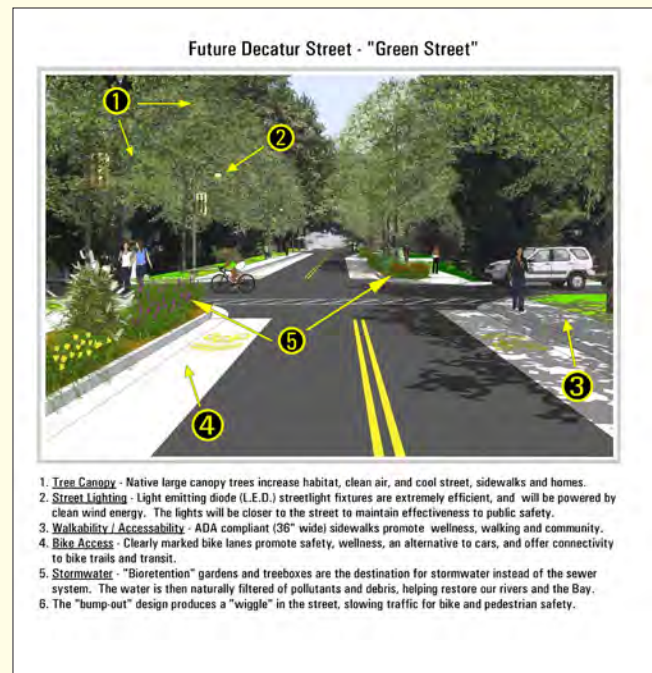 Future Decatur Street - "Green Street"
1
2
5
4
3
1. Tree Canopy - Native large canopy trees increase habitat, clean air, and cool street, sidewalks and homes.
2. Street Lighting - Light emitting diode (L.E.D.) streetlight fixtures are extremely efficient, and will be powered by
clean wind energy. The lights will be closer to the street to maintain effectiveness to public safety.
3. Walkability / Accessability - ADA compliant (36" wide) sidewalks promote wellness, walking and community.
4. Bike Access - Clearly marked bike lanes promote safety, wellness, an alternative to cars, and offer connectivity
to bike trails and transit.
5. Stormwater - "Bioretention" gardens and treeboxes are the destination for stormwater instead of the sewer
system. The water is then naturally filtered of pollutants and debris, helping restore our rivers and the Bay.
6. The "bump-out" design produces a "wiggle" in the street, slowing traffic for bike and pedestrian safety.